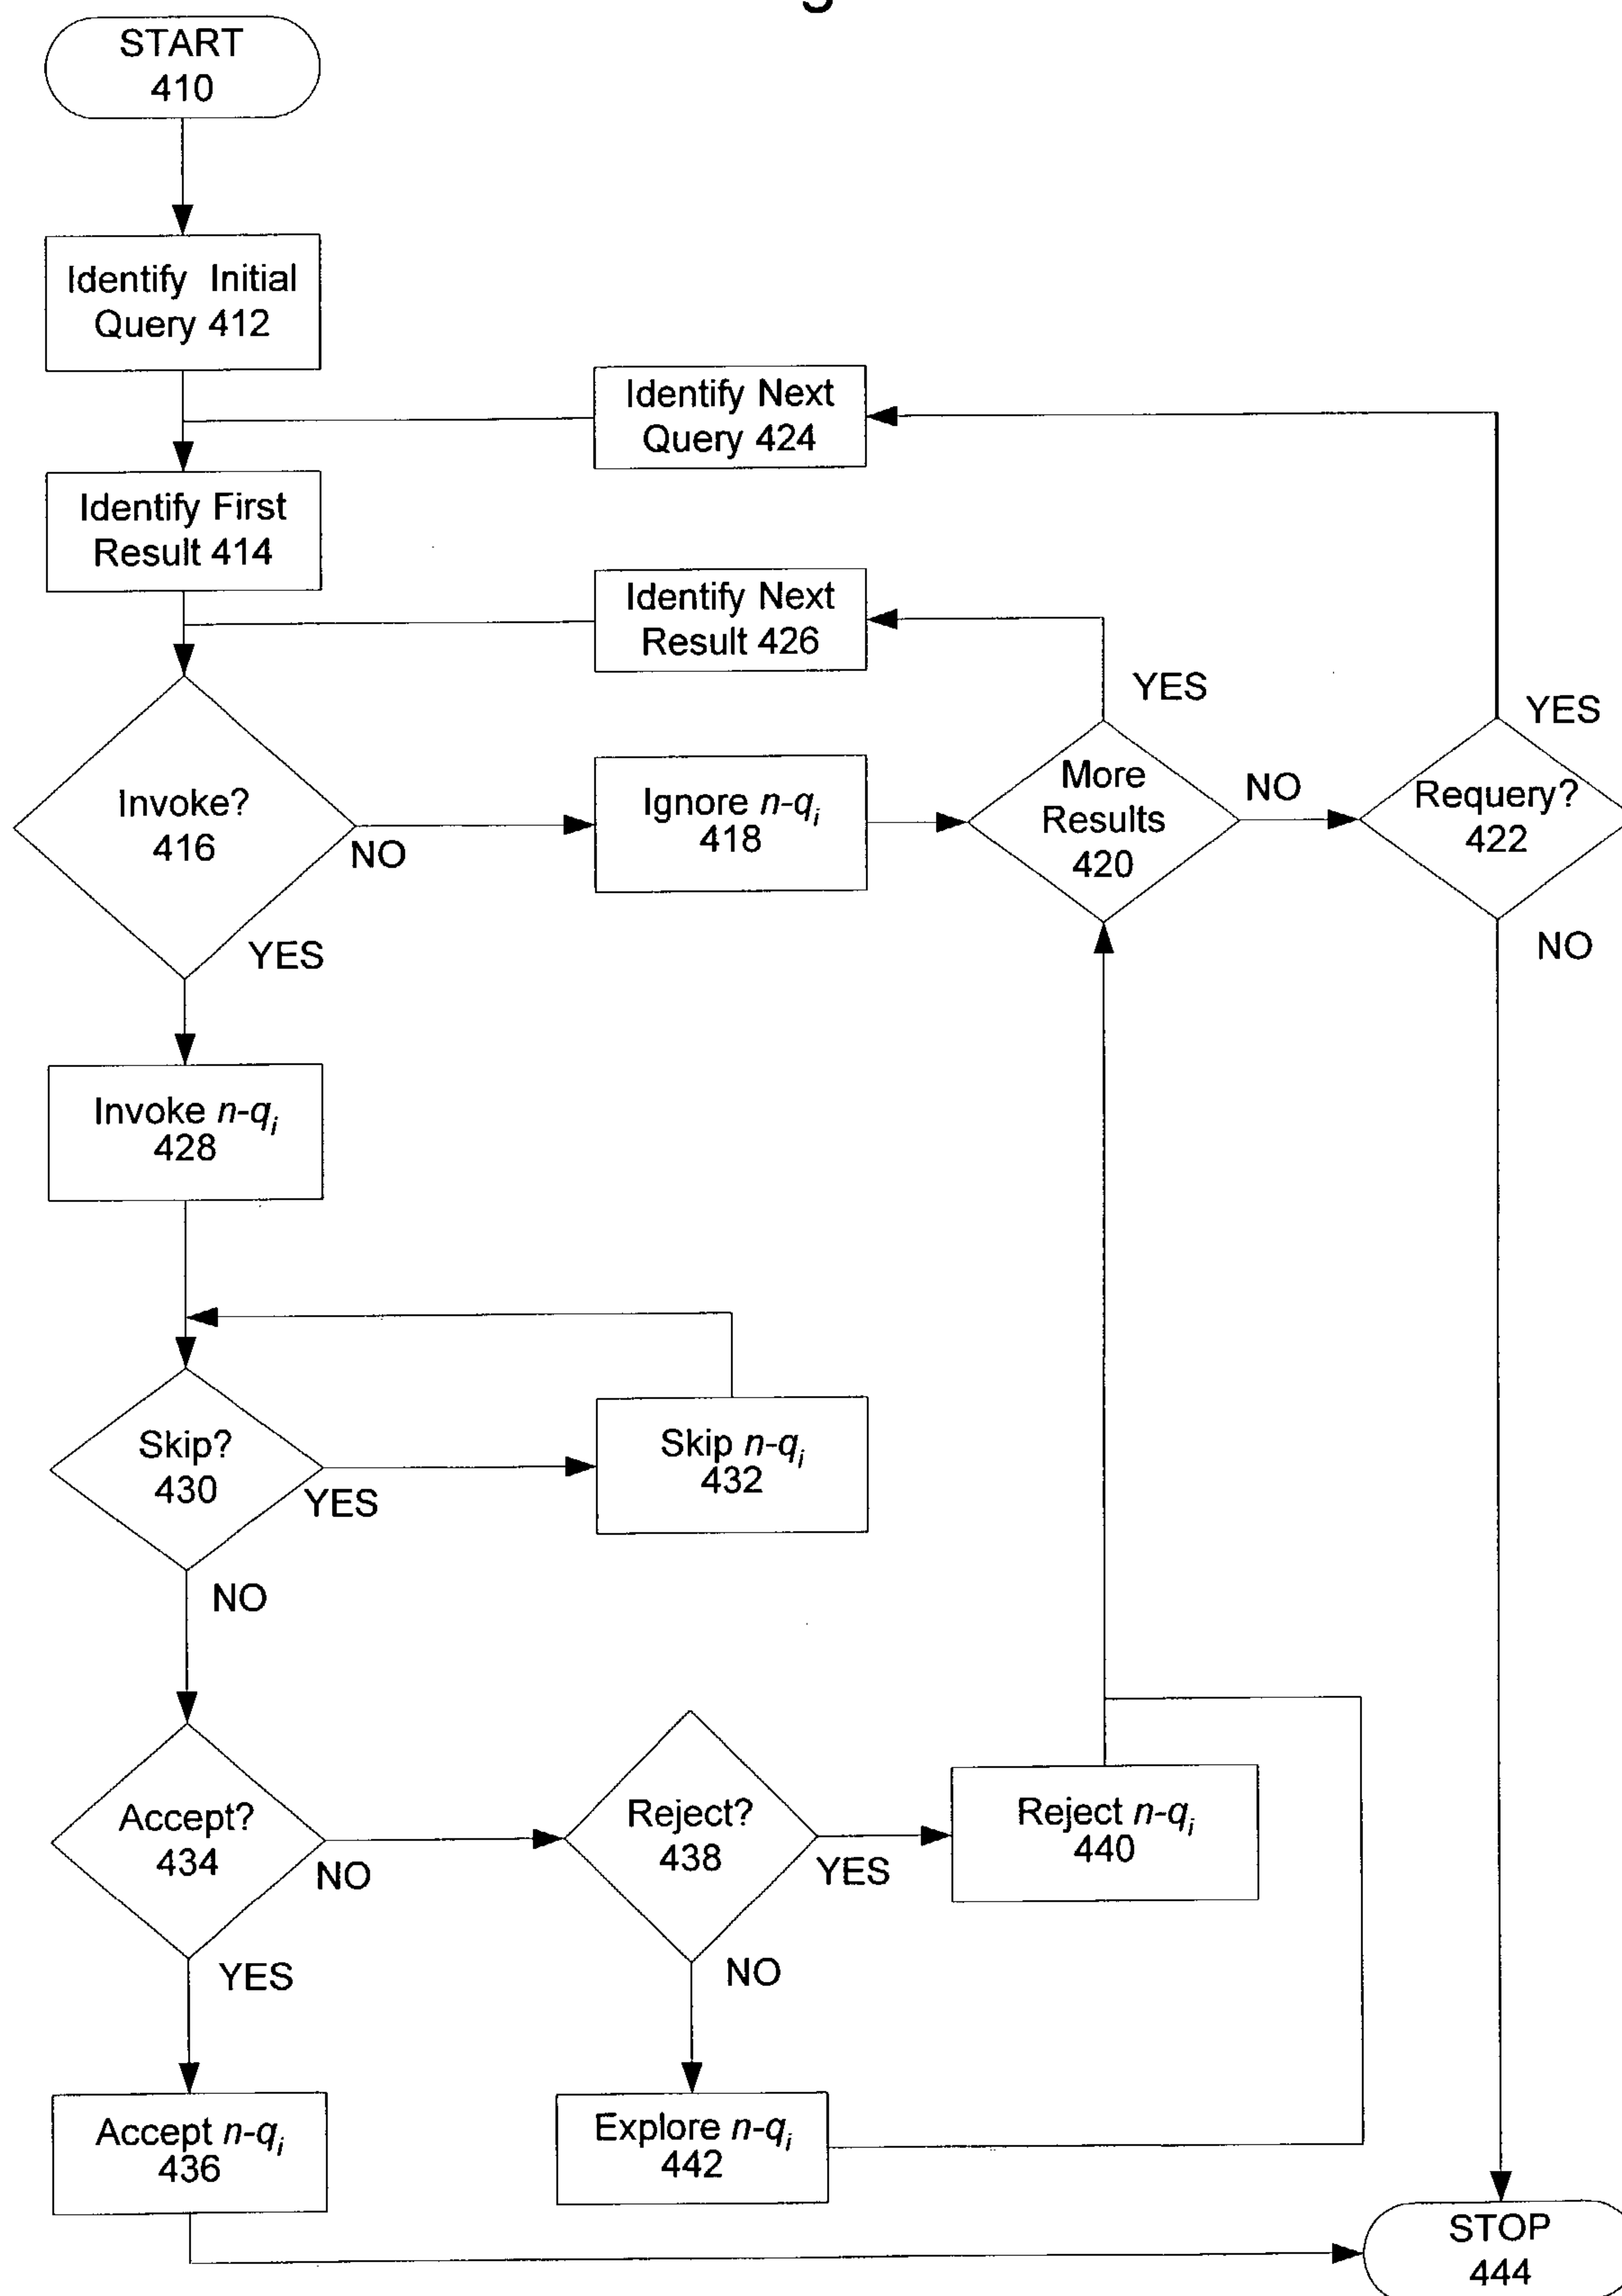 START
410
Identify Initial
Query 412
Identify Next
Query 424
Identify First
Result 414
Identify Next
Result 426
YES
YES
Invoke?
416
NO
Ignore n-qi
418
More
Results
420
NO
Requery?
422
YES
NO
Invoke n-qi
428
Skip?
430
YES
Skip n-qi
432
NO
Accept?
434
NO
Reject?
438
YES
Reject n-qi
440
YES
NO
Accept n-qi
436
Explore n-qi
442
STOP
444